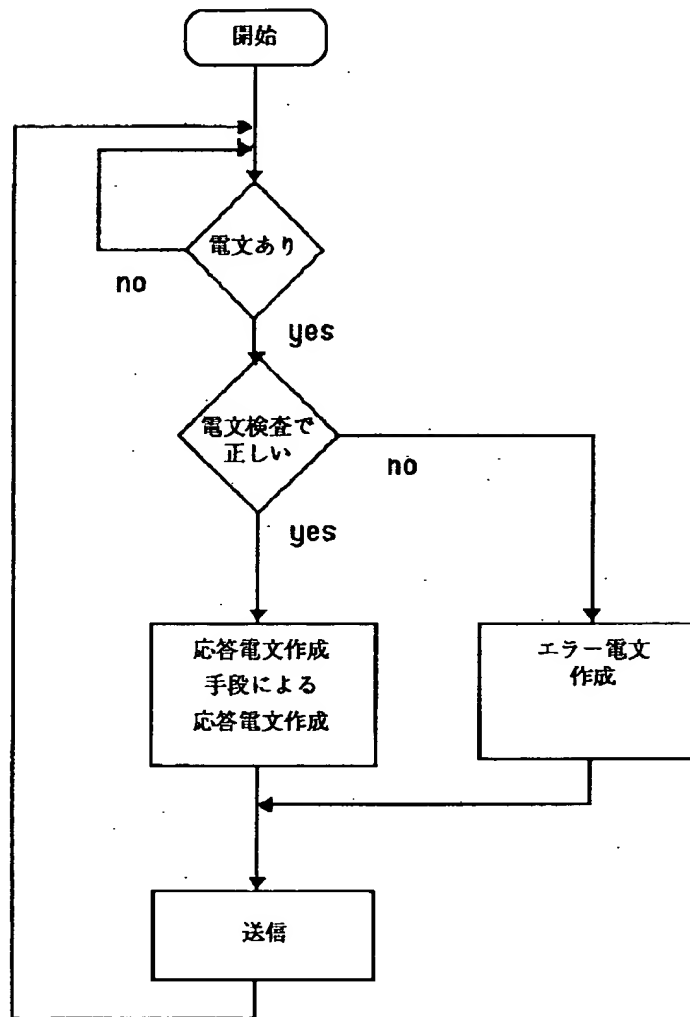 開始
電文あり
no
yes
電文検査で
正しい
no
yes
応答電文作成
手段による
応答電文作成
エラー電文
作成
送信